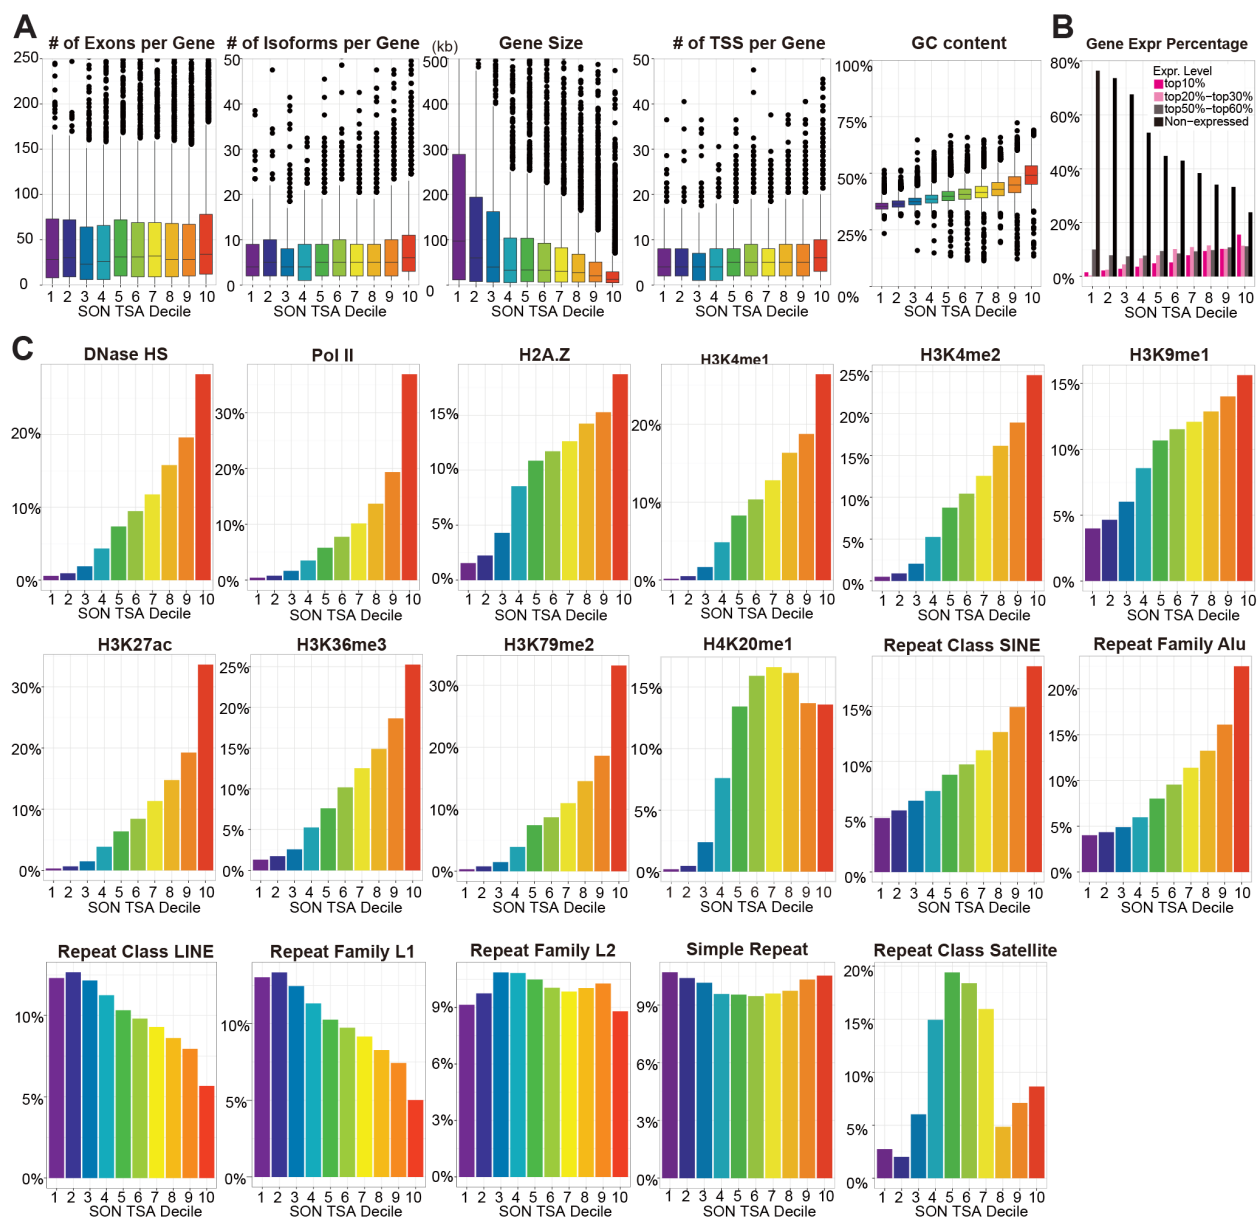 A
B
# of Exons per Gene
# of Isoforms per Gene
(kb)
Gene Size
# of TSS per Gene
GC content
Gene Expr Percentage
250
200
150
100
50
0
1 2 3 4 5 6 7 8 9 10
SON TSA Decile
50
40
30
20
10
0
1 2 3 4 5 6 7 8 9 10
SON TSA Decile
500
400
300
200
100
0
1 2 3 4 5 6 7 8 9 10
SON TSA Decile
50
40
30
20
10
0
1 2 3 4 5 6 7 8 9 10
SON TSA Decile
100%
75%
50%
25%
0%
1 2 3 4 5 6 7 8 9 10
SON TSA Decile
80%
60%
40%
20%
0%
Expr. Level
top10%
top20%-top30%
top50%-top60%
Non-expressed
1 2 3 4 5 6 7 8 9 10
SON TSA Decile
C
DNase HS
20%
10%
0%
1 2 3 4 5 6 7 8 9 10
SON TSA Decile
Pol II
30%
20%
10%
0%
1 2 3 4 5 6 7 8 9 10
SON TSA Decile
H2A.Z
15%
10%
5%
0%
1 2 3 4 5 6 7 8 9 10
SON TSA Decile
H3K4me1
20%
10%
0%
1 2 3 4 5 6 7 8 9 10
SON TSA Decile
H3K4me2
25%
20%
15%
10%
5%
0%
1 2 3 4 5 6 7 8 9 10
SON TSA Decile
H3K9me1
15%
10%
5%
0%
1 2 3 4 5 6 7 8 9 10
SON TSA Decile
H3K27ac
30%
20%
10%
0%
1 2 3 4 5 6 7 8 9 10
SON TSA Decile
H3K36me3
25%
20%
15%
10%
5%
0%
1 2 3 4 5 6 7 8 9 10
SON TSA Decile
H3K79me2
30%
20%
10%
0%
1 2 3 4 5 6 7 8 9 10
SON TSA Decile
H4K20me1
15%
10%
5%
0%
1 2 3 4 5 6 7 8 9 10
SON TSA Decile
Repeat Class SINE
15%
10%
5%
0%
1 2 3 4 5 6 7 8 9 10
SON TSA Decile
Repeat Family Alu
20%
15%
10%
5%
0%
1 2 3 4 5 6 7 8 9 10
SON TSA Decile
Repeat Class LINE
10%
5%
0%
1 2 3 4 5 6 7 8 9 10
SON TSA Decile
Repeat Family L1
10%
5%
0%
1 2 3 4 5 6 7 8 9 10
SON TSA Decile
Repeat Family L2
9%
6%
3%
0%
1 2 3 4 5 6 7 8 9 10
SON TSA Decile
Simple Repeat
9%
6%
3%
0%
1 2 3 4 5 6 7 8 9 10
SON TSA Decile
Repeat Class Satellite
20%
15%
10%
5%
0%
1 2 3 4 5 6 7 8 9 10
SON TSA Decile